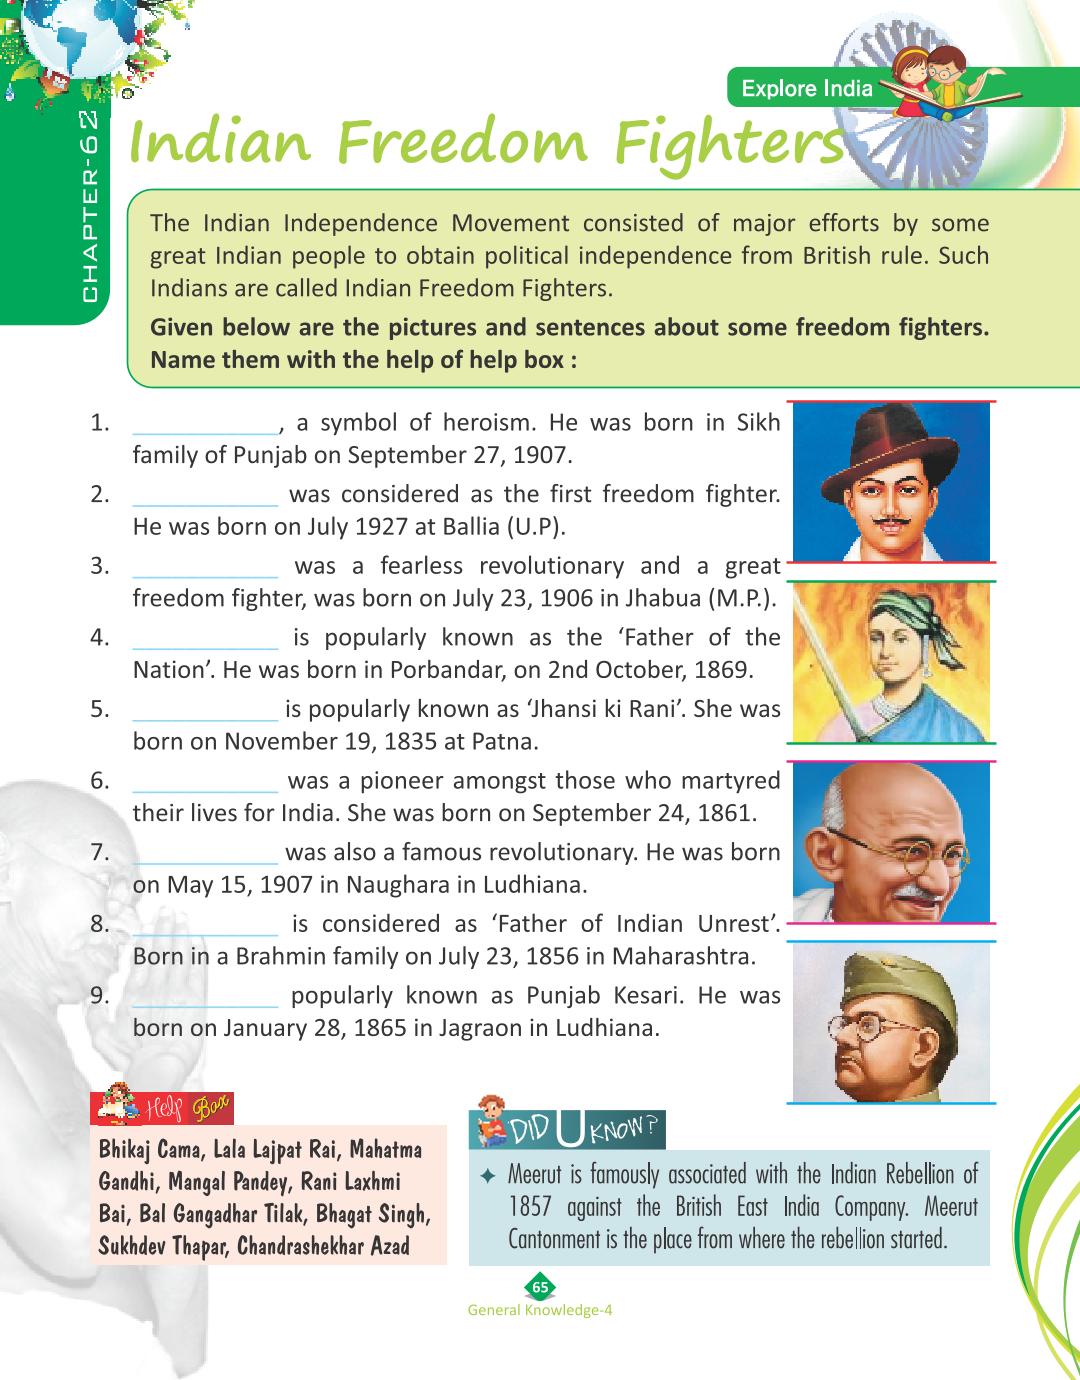 CHAPTER-62
Explore India
Indian Freedom Fighters
The Indian Independence Movement consisted of major efforts by some
great Indian people to obtain political independence from British rule. Such
Indians are called Indian Freedom Fighters.
Given below are the pictures and sentences about some freedom fighters.
Name them with the help of help box :
1. ___________, a symbol of heroism. He was born in Sikh
family of Punjab on September 27, 1907.
2. ___________ was considered as the first freedom fighter.
He was born on July 1927 at Ballia (U.P).
3. ___________ was a fearless revolutionary and a great
freedom fighter, was born on July 23, 1906 in Jhabua (M.P.).
4. ___________ is popularly known as the ‘Father of the
Nation’. He was born in Porbandar, on 2nd October, 1869.
5. ___________ is popularly known as ‘Jhansi ki Rani’. She was
born on November 19, 1835 at Patna.
6. ___________ was a pioneer amongst those who martyred
their lives for India. She was born on September 24, 1861.
7. ___________ was also a famous revolutionary. He was born
on May 15, 1907 in Naughara in Ludhiana.
8. ___________ is considered as ‘Father of Indian Unrest’.
Born in a Brahmin family on July 23, 1856 in Maharashtra.
9. ___________ popularly known as Punjab Kesari. He was
born on January 28, 1865 in Jagraon in Ludhiana.
Help Box
Bhikaj Cama, Lala Lajpat Rai, Mahatma
Gandhi, Mangal Pandey, Rani Laxhmi
Bai, Bal Gangadhar Tilak, Bhagat Singh,
Sukhdev Thapar, Chandrashekhar Azad
DID U KNOW?
✦ Meerut is famously associated with the Indian Rebellion of
1857 against the British East India Company. Meerut
Cantonment is the place from where the rebellion started.
65
General Knowledge-4